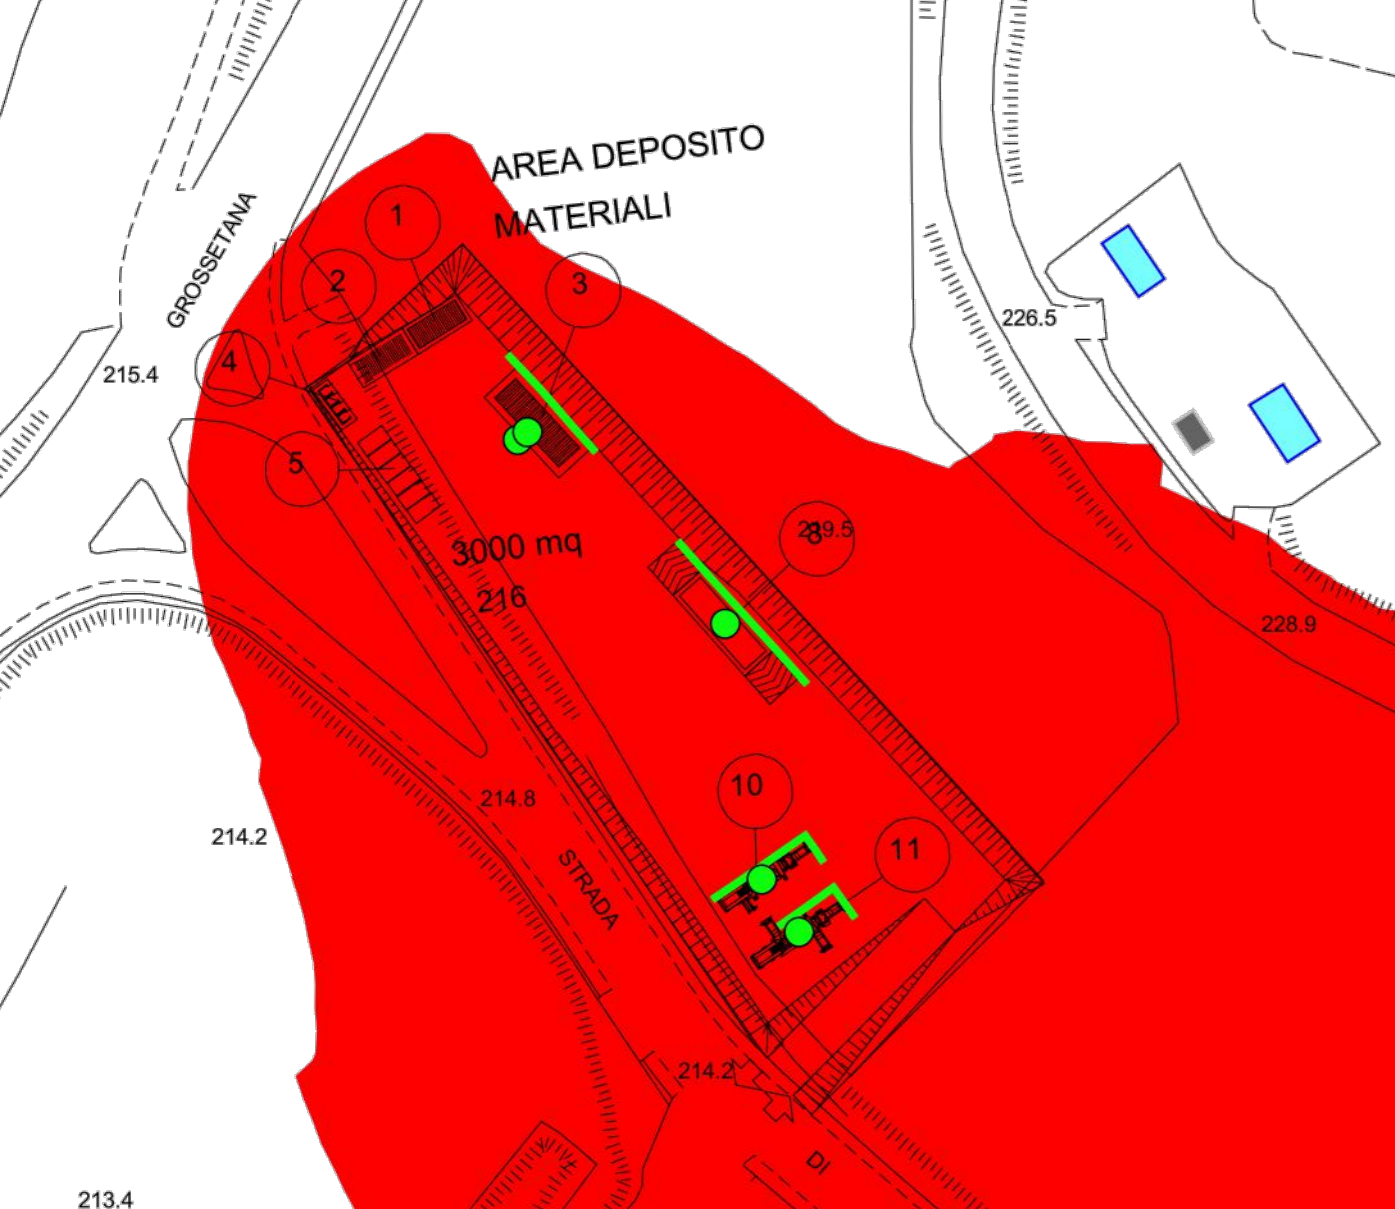 AREA DEPOSITO
MATERIALI
GROSSETANA
1
2
3
4
215.4
226.5
5
8
3000 mq
216
228.9
214.8
10
11
214.2
STRADA
214.2
DI
213.4